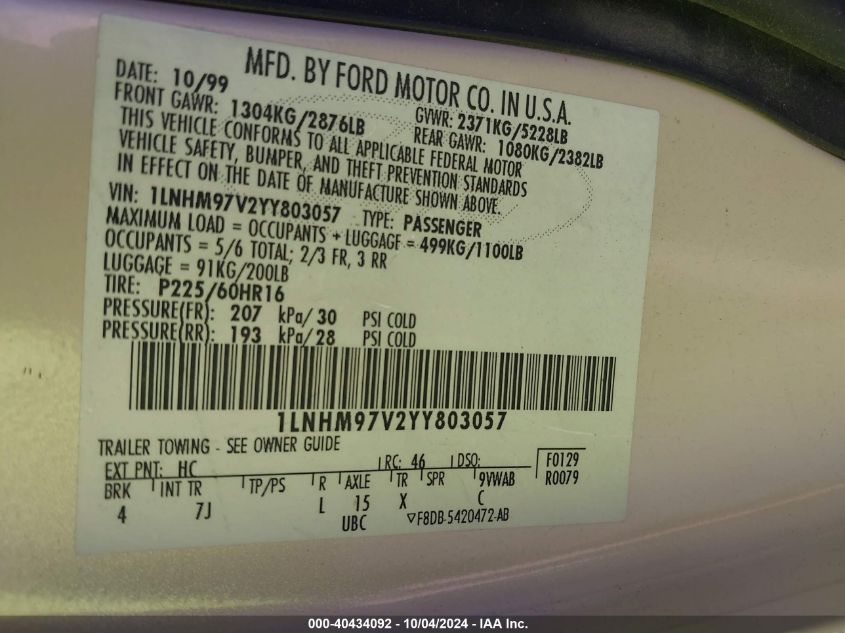 MFD. BY FORD MOTOR CO. IN U.S.A.
DATE: 10/99
GVWR: 2371KG/5228LB
FRONT GAWR: 1304KG/2876LB
REAR GAWR: 1080KG/2382LB
THIS VEHICLE CONFORMS TO ALL APPLICABLE FEDERAL MOTOR
VEHICLE SAFETY, BUMPER, AND THEFT PREVENTION STANDARDS
IN EFFECT ON THE DATE OF MANUFACTURE SHOWN ABOVE.
VIN: 1LNHM97V2YY803057 TYPE: PASSENGER
MAXIMUM LOAD = OCCUPANTS + LUGGAGE = 499KG/1100LB
OCCUPANTS = 5/6 TOTAL; 2/3 FR, 3 RR
LUGGAGE = 91KG/200LB
TIRE: P225/60HR16
PRESSURE(FR): 207 kPa/30 PSI COLD
PRESSURE(RR): 193 kPa/28 PSI COLD
1LNHM97V2YY803057
TRAILER TOWING - SEE OWNER GUIDE
EXT PNT: HC RC: 46 DSO: F0129
BRK INT TR TP/PS R AXLE TR SPR 9VWAB R0079
4 7J L 15 X C
UBC ▽F8DB-5420472-AB
000-40434092 - 10/04/2024 - IAA Inc.